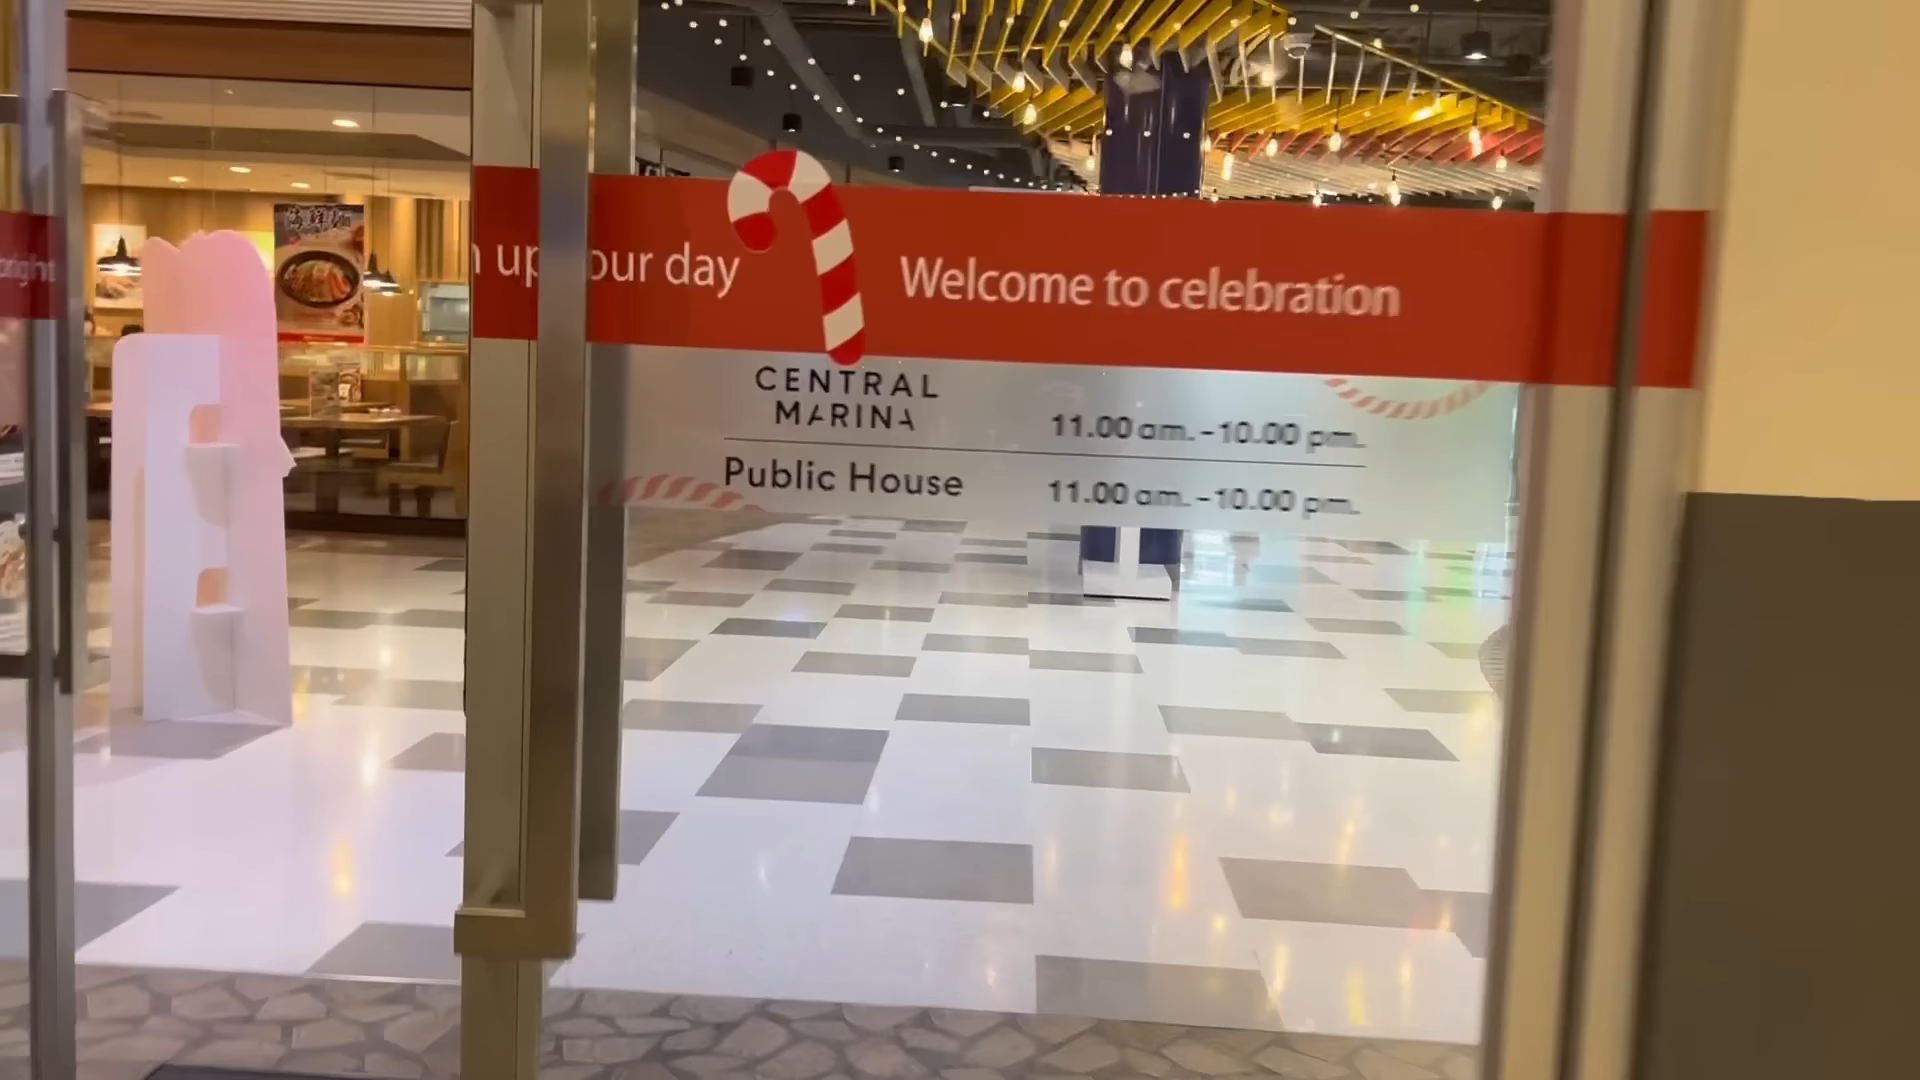 bright
up our day
Welcome to celebration
CENTRAL
MARINA
11.00 am. - 10.00 pm.
Public House
11.00 am. - 10.00 pm.